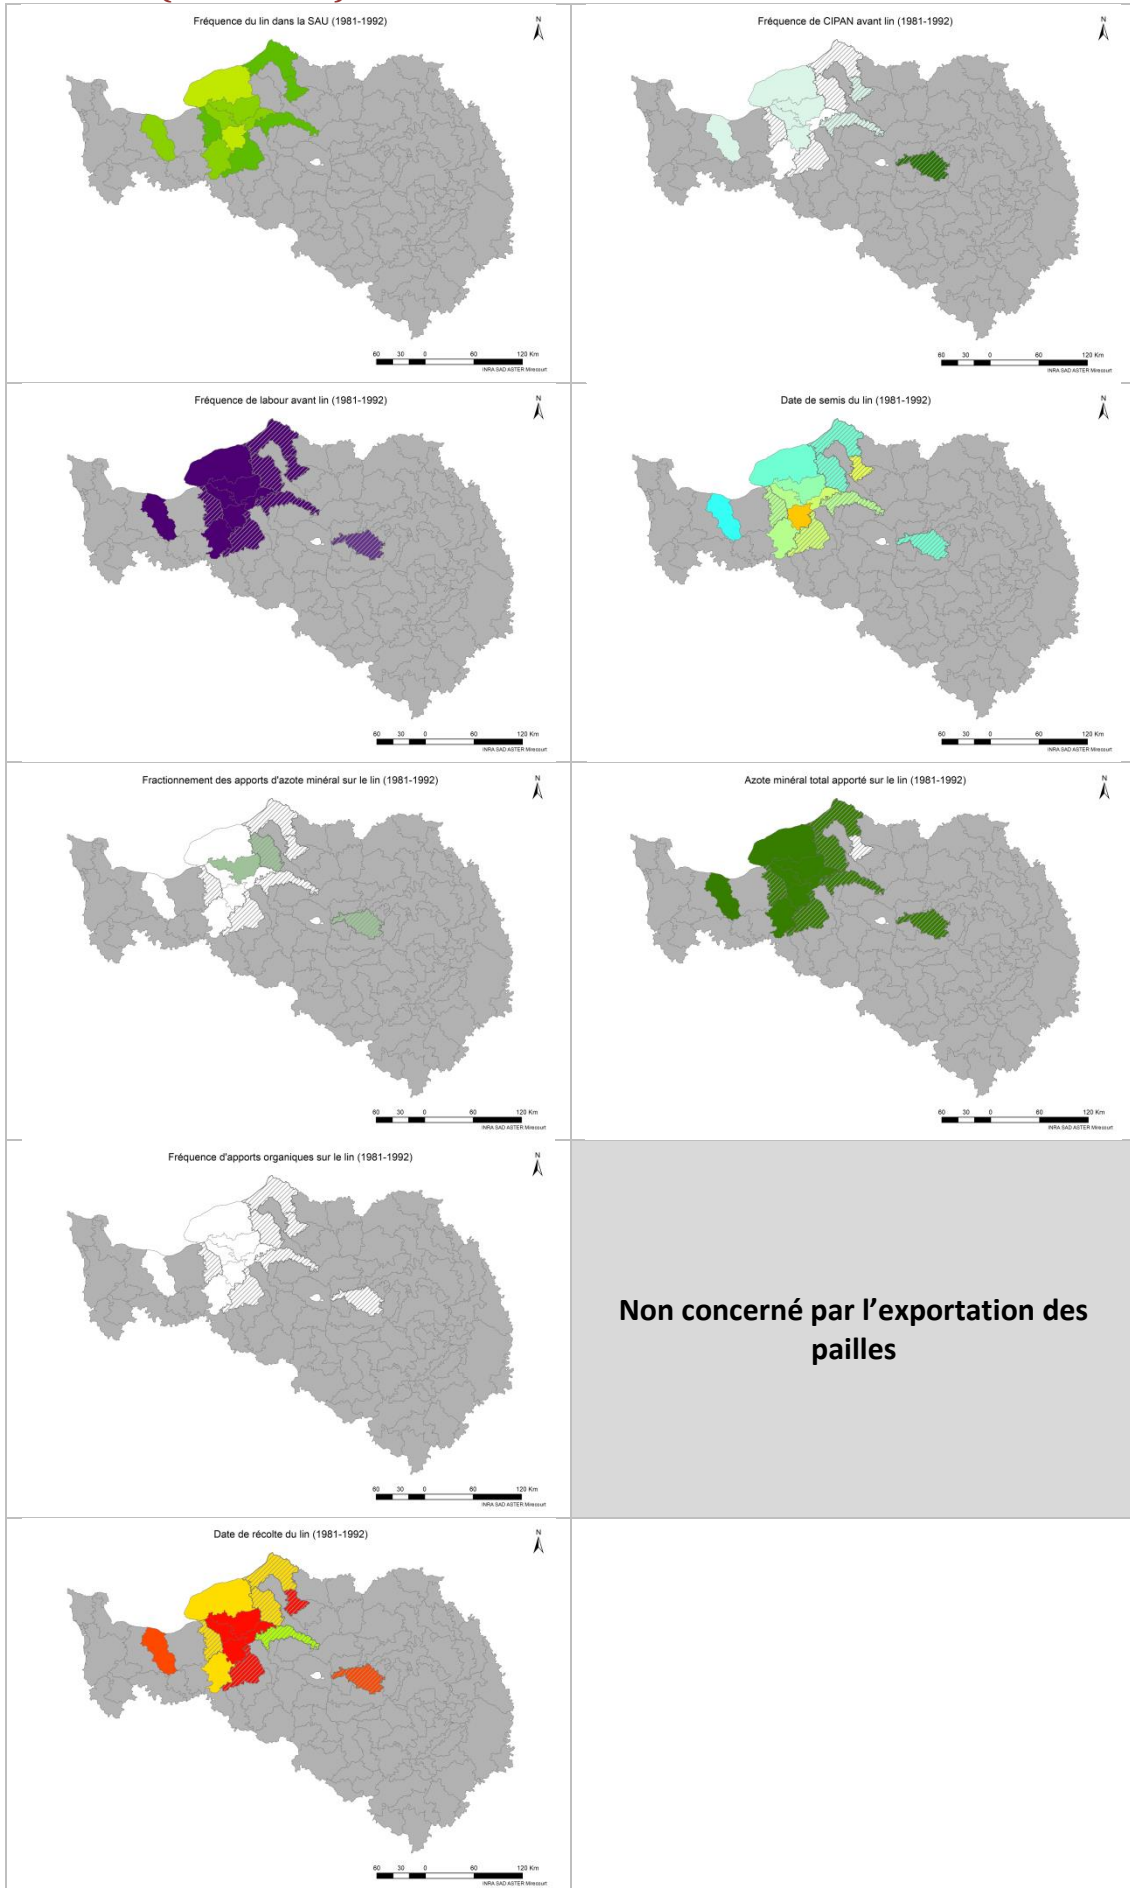 Fréquence du lin dans la SAU (1981-1992)
N
60 30 0 60 120 Km
INRA SAD ASTER Mirecourt
Fréquence de CIPAN avant lin (1981-1992)
N
60 30 0 60 120 Km
INRA SAD ASTER Mirecourt
Fréquence de labour avant lin (1981-1992)
N
60 30 0 60 120 Km
INRA SAD ASTER Mirecourt
Date de semis du lin (1981-1992)
N
60 30 0 60 120 Km
INRA SAD ASTER Mirecourt
Fractionnement des apports d'azote minéral sur le lin (1981-1992)
N
60 30 0 60 120 Km
INRA SAD ASTER Mirecourt
Azote minéral total apporté sur le lin (1981-1992)
N
60 30 0 60 120 Km
INRA SAD ASTER Mirecourt
Fréquence d'apports organiques sur le lin (1981-1992)
N
60 30 0 60 120 Km
INRA SAD ASTER Mirecourt
Non concerné par l’exportation des
pailles
Date de récolte du lin (1981-1992)
N
60 30 0 60 120 Km
INRA SAD ASTER Mirecourt